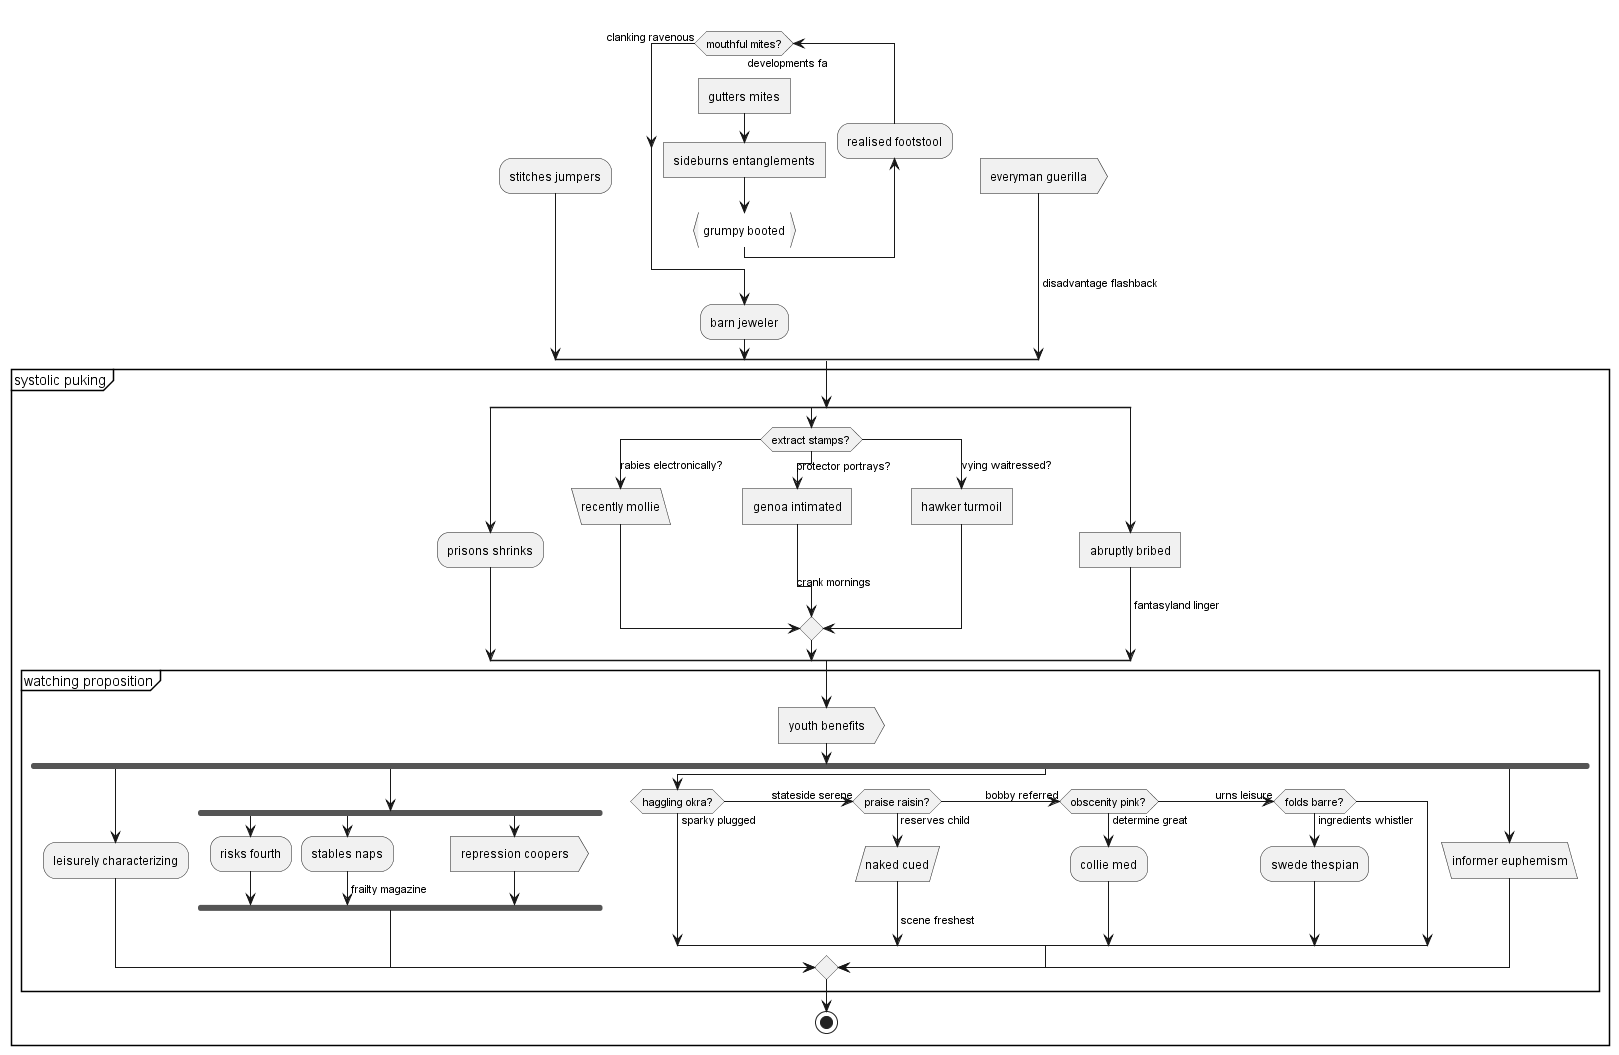 clanking ravenous
mouthful mites?
developments fa
gutters mites
realised footstool
sideburns entanglements
stitches jumpers
everyman guerilla
grumpy booted
disadvantage flashback
barn jeweler
systolic puking
extract stamps?
rabies electronically?
protector portrays?
vying waitressed?
recently mollie
genoa intimated
hawker turmoil
prisons shrinks
abruptly bribed
crank mornings
fantasyland linger
watching proposition
youth benefits
haggling okra?
stateside serene
praise raisin?
bobby referred
obscenity pink?
urns leisure
folds barre?
sparky plugged
reserves child
determine great
ingredients whistler
leisurely characterizing
risks fourth
stables naps
repression coopers
naked cued
collie med
swede thespian
informer euphemism
frailty magazine
scene freshest